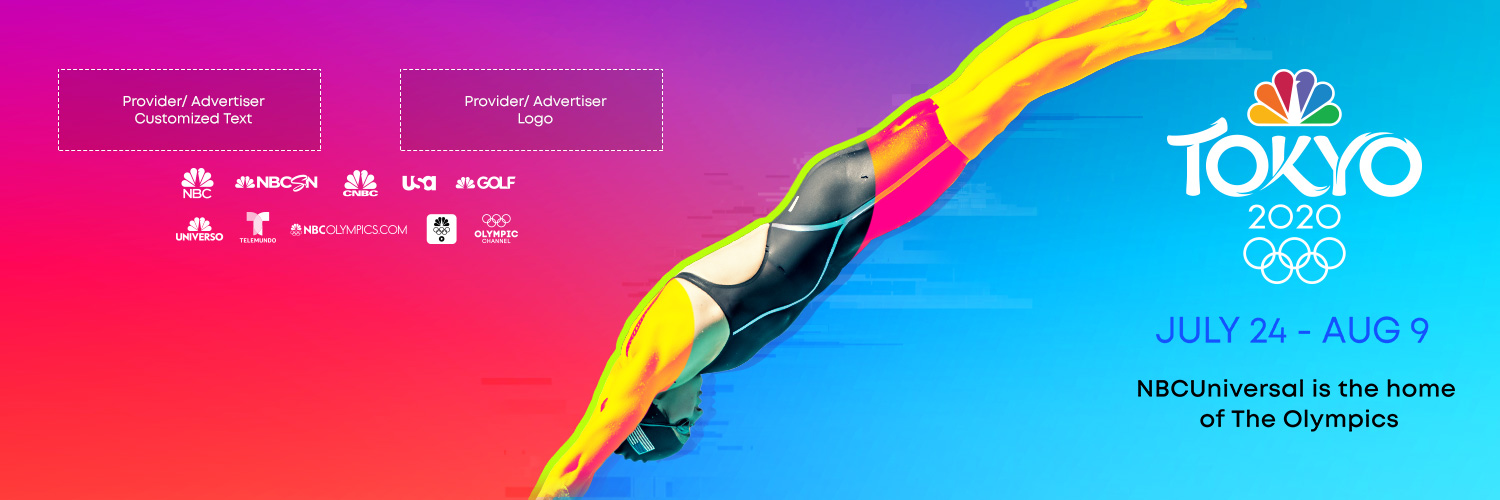 Provider/ Advertiser
Customized Text
Provider/ Advertiser
Logo
NBC
NBCSN
CNBC
USA
GOLF
UNIVERSO
TELEMUNDO
NBCOLYMPICS.COM
OLYMPIC
CHANNEL
TOKYO
2020
JULY 24 - AUG 9
NBCUniversal is the home
of The Olympics